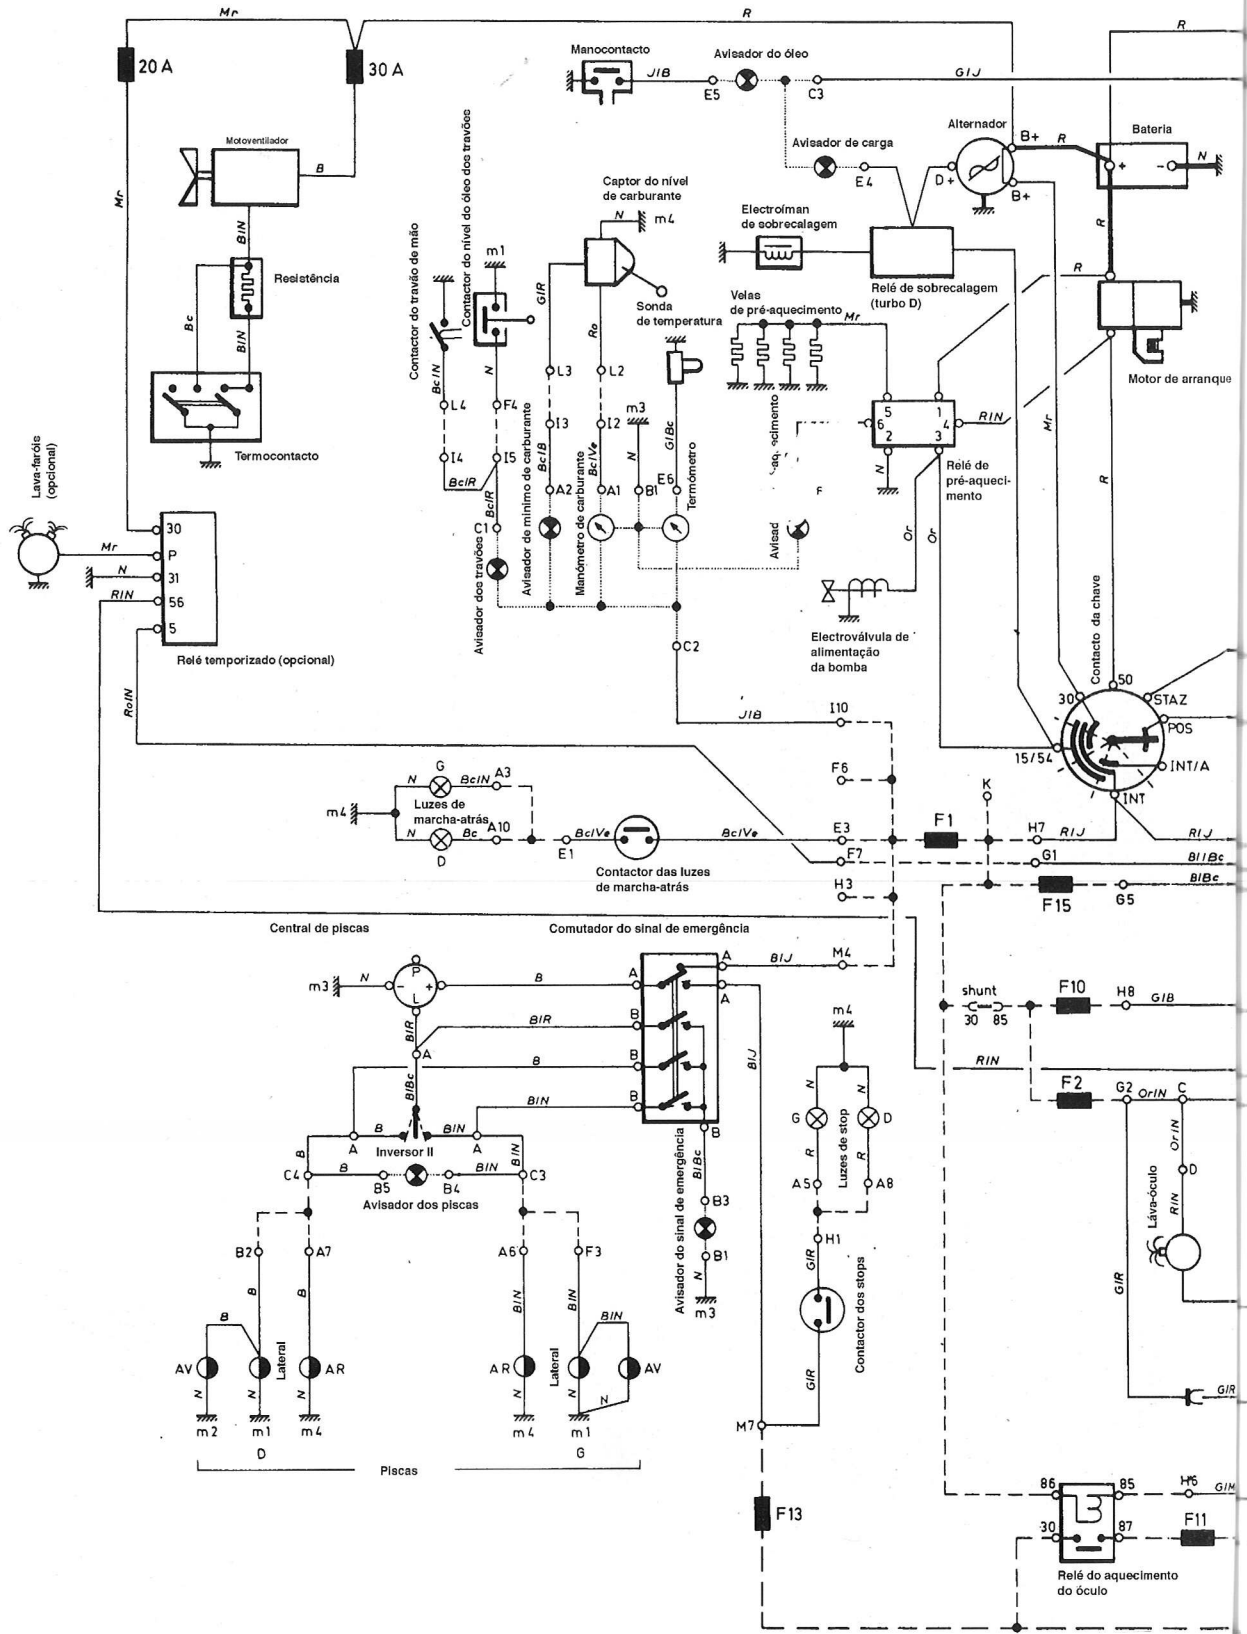 Mr
R
R
20 A
30 A
Manocontacto
J/B
E5
Avisador do óleo
C3
G/J
Motoventilador
B
Mr
Avisador de carga
E4
Alternador
B+
R
D+
B+
Bateria
+
-
N
R
B/N
Resistência
Bc
B/N
Termocontacto
Contactor do travão de mão
Contactor do nível do óleo dos travões
m1
Captor do nível
de carburante
N
m4
G/R
Ro
Sonda
de temperatura
Electroíman
de sobrecalagem
Relé de sobrecalagem
(turbo D)
Velas
de pré-aquecimento
Mr
R
Motor de arranque
Bc/N
N
L4
F4
I4
I5
Bc/R
Bc/R
C1
L3
L2
I3
I2
m3
Bc/B
Bc/Ve
N
G/Bc
A2
A1
B1
E6
Avisador dos travões
Avisador de mínimo de carburante
Manómetro de carburante
Termómetro
Avisad
5
1
6
4
2
3
R/N
N
Relé de
pré-aqueci-
mento
Or
Or
Mr
R
Electroválvula de
alimentação
da bomba
Contacto da chave
Lava-faróis
(opcional)
Mr
N
R/N
30
P
31
56
5
Relé temporizado (opcional)
Ro/N
C2
J/B
I10
F6
30
50
STAZ
POS
15/54
INT/A
INT
K
G
N
Bc/N
A3
m4
Luzes de
marcha-atrás
N
Bc
A10
D
E1
Bc/Ve
Bc/Ve
E3
F1
H7
R/J
R/J
Contactor das luzes
de marcha-atrás
F7
G1
B/Bc
H3
F15
G5
B/Bc
Central de piscas
Comutador do sinal de emergência
m3
N
-
P
+
L
B
A
A
B/J
M4
A
B/R
B/R
B
A
B
B
B/Bc
B/N
B
B
B/J
shunt
30
85
F10
H8
G/B
R/N
F2
G2
Or/N
C
m4
N
N
G
D
Luzes de stop
R
R
A5
A8
B
A
B
B/N
A
B/N
Inversor II
C4
B
B5
B4
B/N
C3
Avisador dos piscas
B/Bc
B3
Avisador do sinal de emergência
B1
N
m3
H1
G/R
Contactor dos stops
G/R
Or/N
D
R/N
Láva-óculo
G/R
B2
A7
A6
F3
B
B
B
B/N
B/N
B/N
AV
Lateral
AR
AR
Lateral
AV
N
N
N
N
N
N
m2
m1
m4
m4
m1
D
G
Piscas
M7
G/R
F13
86
85
H6
G/M
30
87
F11
Relé do aquecimento
do óculo